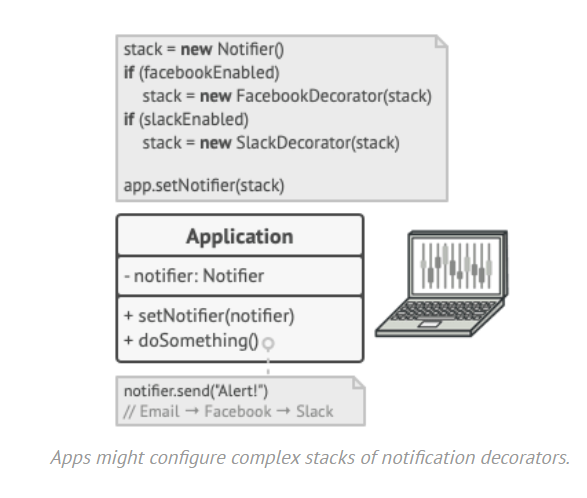 stack = new Notifier()
if (facebookEnabled)
    stack = new FacebookDecorator(stack)
if (slackEnabled)
    stack = new SlackDecorator(stack)
app.setNotifier(stack)
Application
- notifier: Notifier
+ setNotifier(notifier)
+ doSomething()
notifier.send("Alert!")
// Email → Facebook → Slack
Apps might configure complex stacks of notification decorators.